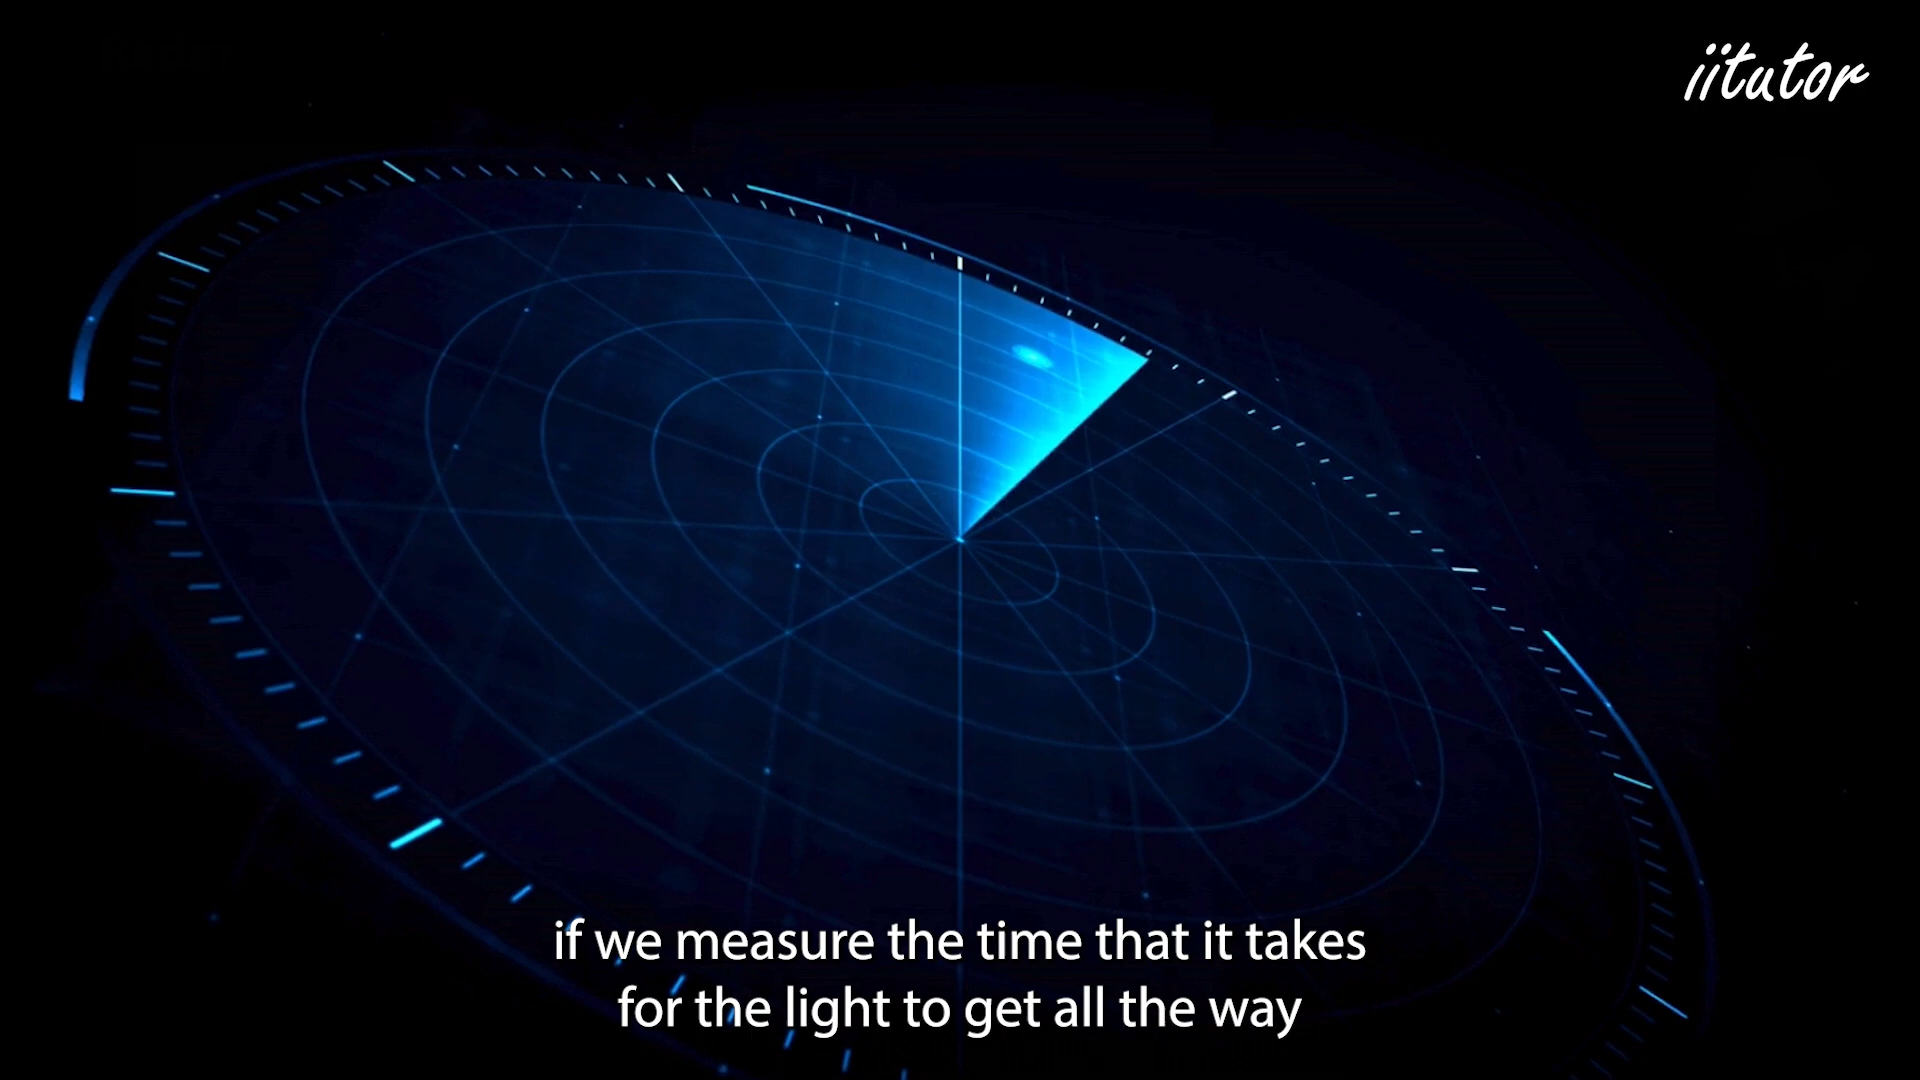 iitutor
if we measure the time that it takes
for the light to get all the way